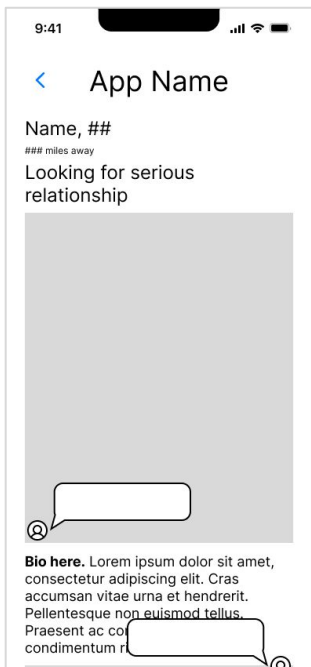 9:41
App Name
Name, ##
### miles away
Looking for serious
relationship
Bio here. Lorem ipsum dolor sit amet,
consectetur adipiscing elit. Cras
accumsan vitae urna et hendrerit.
Pellentesque non euismod tellus.
Praesent ac
condimentum